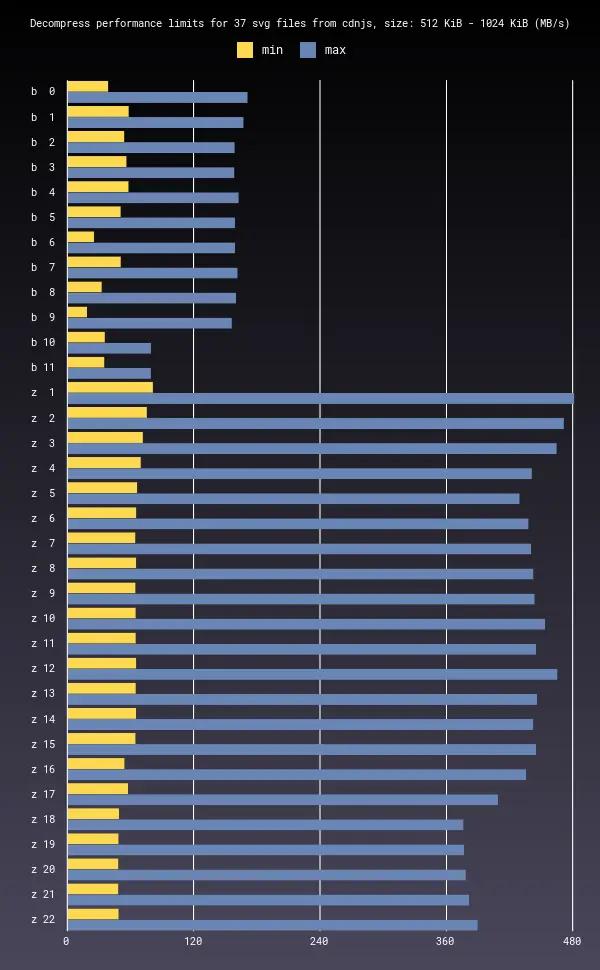 Decompress performance limits for 37 svg files from cdnjs, size: 512 KiB - 1024 KiB (MB/s)
min max
b 0
b 1
b 2
b 3
b 4
b 5
b 6
b 7
b 8
b 9
b 10
b 11
z 1
z 2
z 3
z 4
z 5
z 6
z 7
z 8
z 9
z 10
z 11
z 12
z 13
z 14
z 15
z 16
z 17
z 18
z 19
z 20
z 21
z 22
0 120 240 360 480